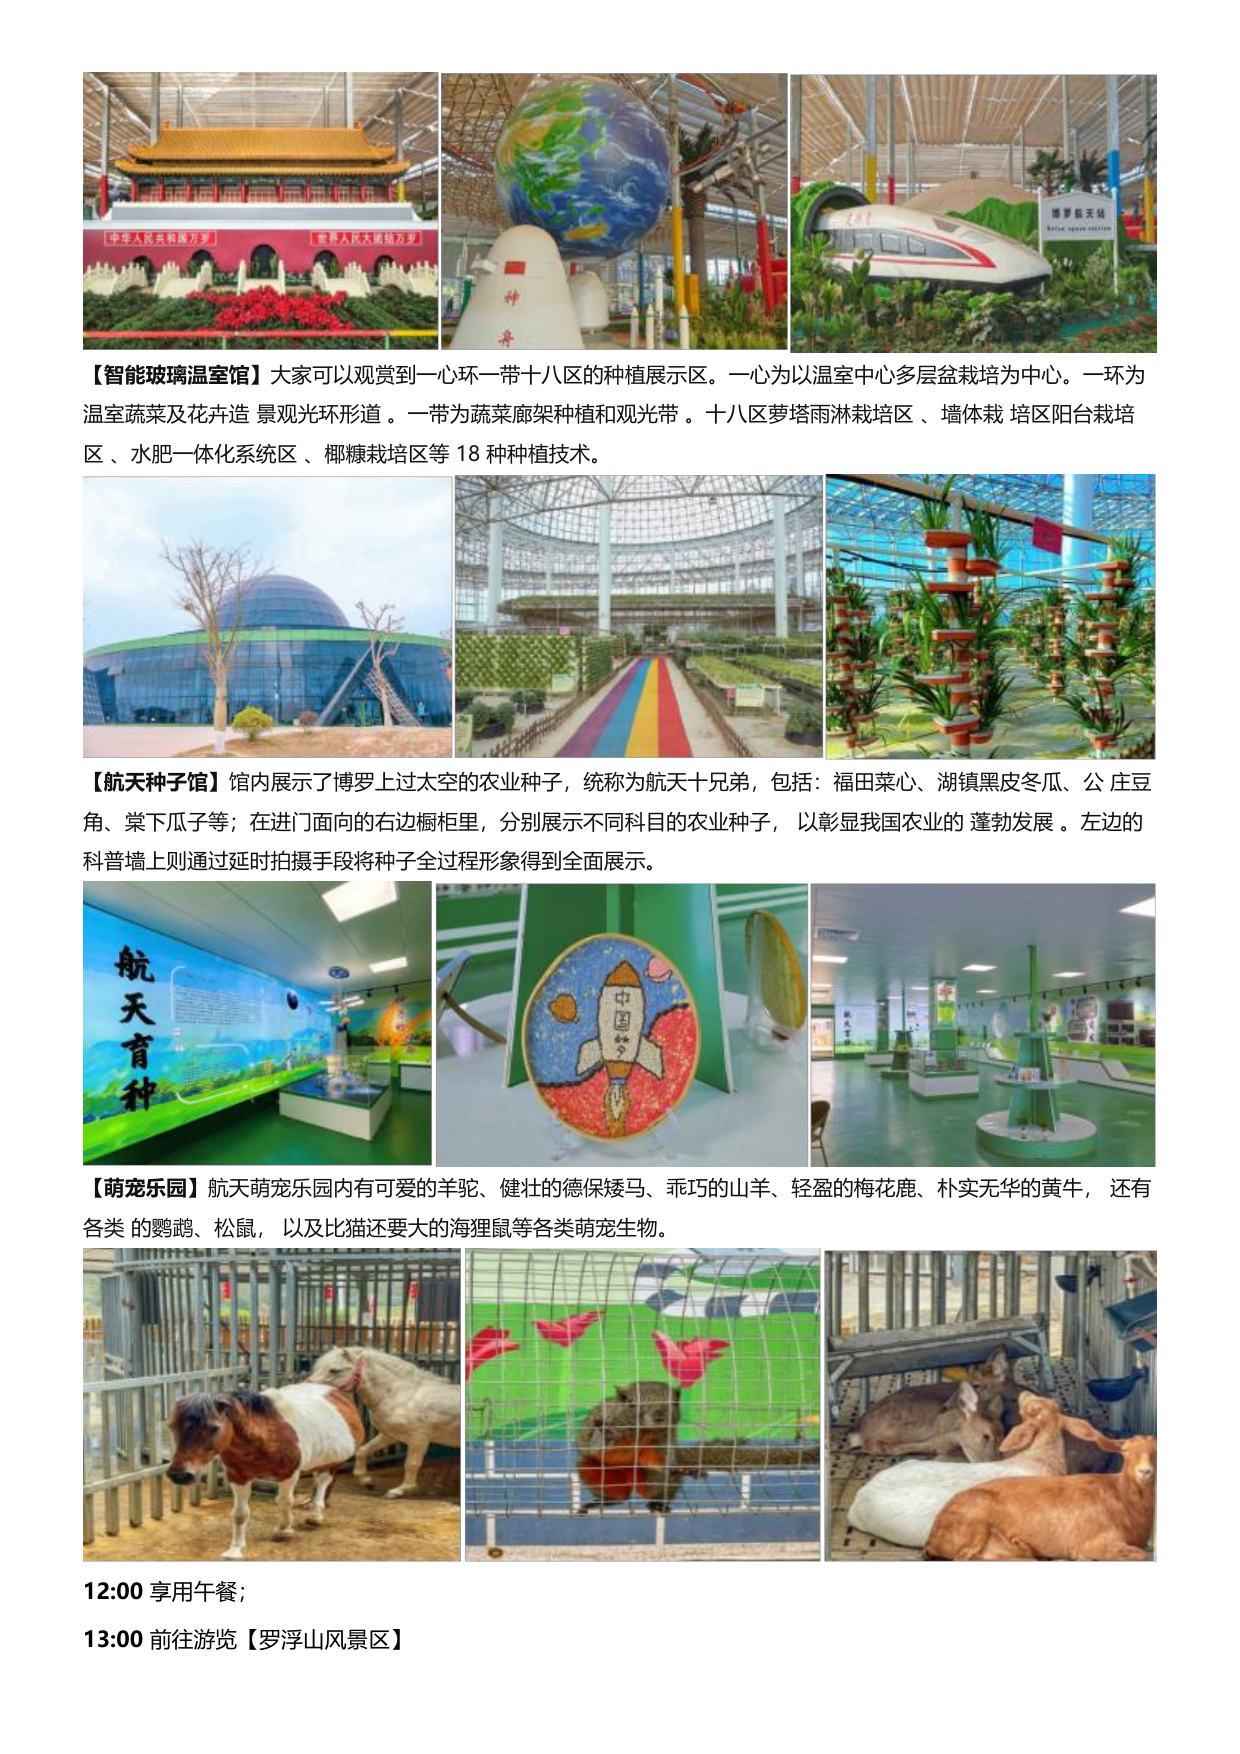 中华人民共和国万岁 世界人民大团结万岁
神
舟
博罗航天站
Boluo space station
【智能玻璃温室馆】大家可以观赏到一心环一带十八区的种植展示区。一心为以温室中心多层盆栽培为中心。一环为
温室蔬菜及花卉造 景观光环形道 。一带为蔬菜廊架种植和观光带 。十八区萝塔雨淋栽培区 、墙体栽 培区阳台栽培
区 、水肥一体化系统区 、椰糠栽培区等 18 种种植技术。
【航天种子馆】馆内展示了博罗上过太空的农业种子，统称为航天十兄弟，包括：福田菜心、湖镇黑皮冬瓜、公 庄豆
角、棠下瓜子等；在进门面向的右边橱柜里，分别展示不同科目的农业种子， 以彰显我国农业的 蓬勃发展 。左边的
科普墙上则通过延时拍摄手段将种子全过程形象得到全面展示。
航
天
育
种
中
国
梦
航天育种
【萌宠乐园】航天萌宠乐园内有可爱的羊驼、健壮的德保矮马、乖巧的山羊、轻盈的梅花鹿、朴实无华的黄牛， 还有
各类 的鹦鹉、松鼠， 以及比猫还要大的海狸鼠等各类萌宠生物。
12:00 享用午餐；
13:00 前往游览【罗浮山风景区】